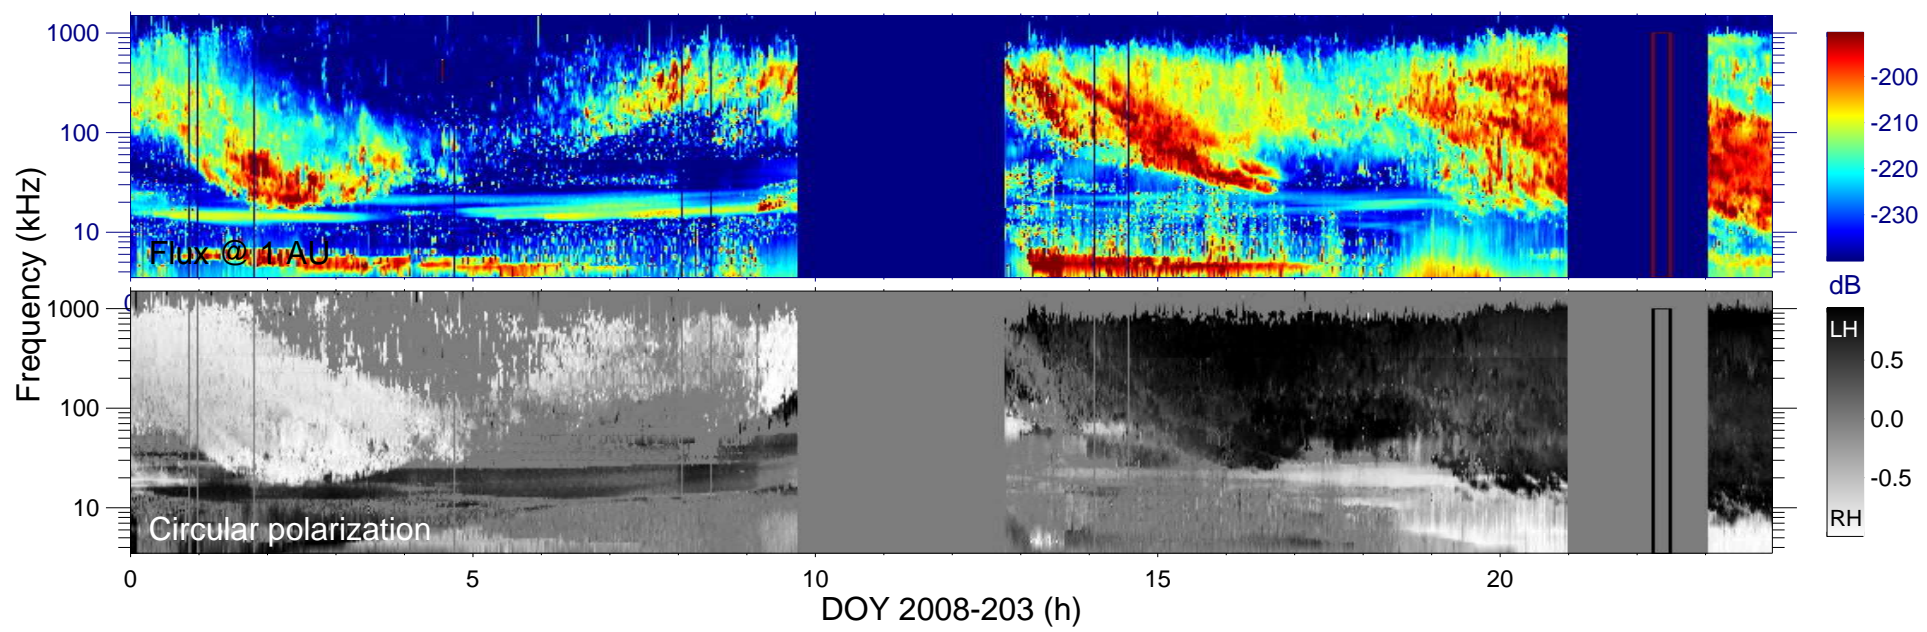 Frequency (kHz)
1000
100
10
Flux @ 1 AU
0
-200
-210
-220
-230
dB
1000
100
10
Circular polarization
LH
0.5
0.0
-0.5
RH
0
5
10
15
20
DOY 2008-203 (h)